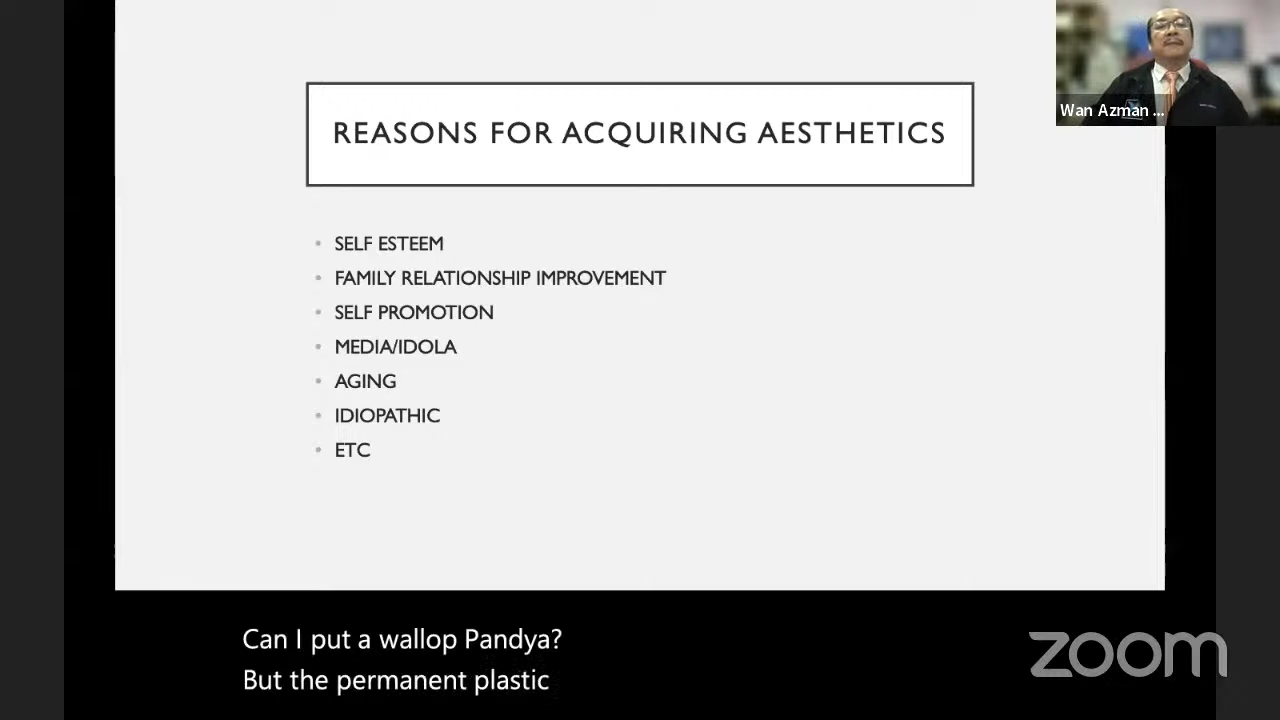 REASONS FOR ACQUIRING AESTHETICS
Wan Azman ...
• SELF ESTEEM
• FAMILY RELATIONSHIP IMPROVEMENT
• SELF PROMOTION
• MEDIA/IDOLA
• AGING
• IDIOPATHIC
• ETC
Can I put a wallop Pandya?
But the permanent plastic
zoom